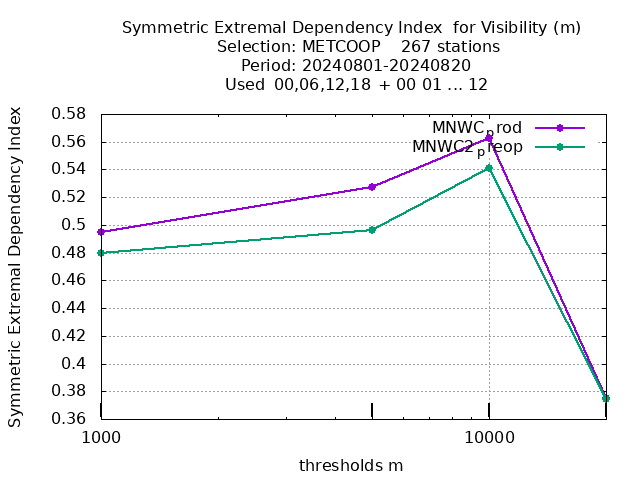 Symmetric Extremal Dependency Index for Visibility (m)
Selection: METCOOP 267 stations
Period: 20240801-20240820
Used 00,06,12,18 + 00 01 ... 12
Symmetric Extremal Dependency Index
0.58
0.56
0.54
0.52
0.5
0.48
0.46
0.44
0.42
0.4
0.38
0.36
MNWCprod
MNWC2preop
1000
10000
thresholds m